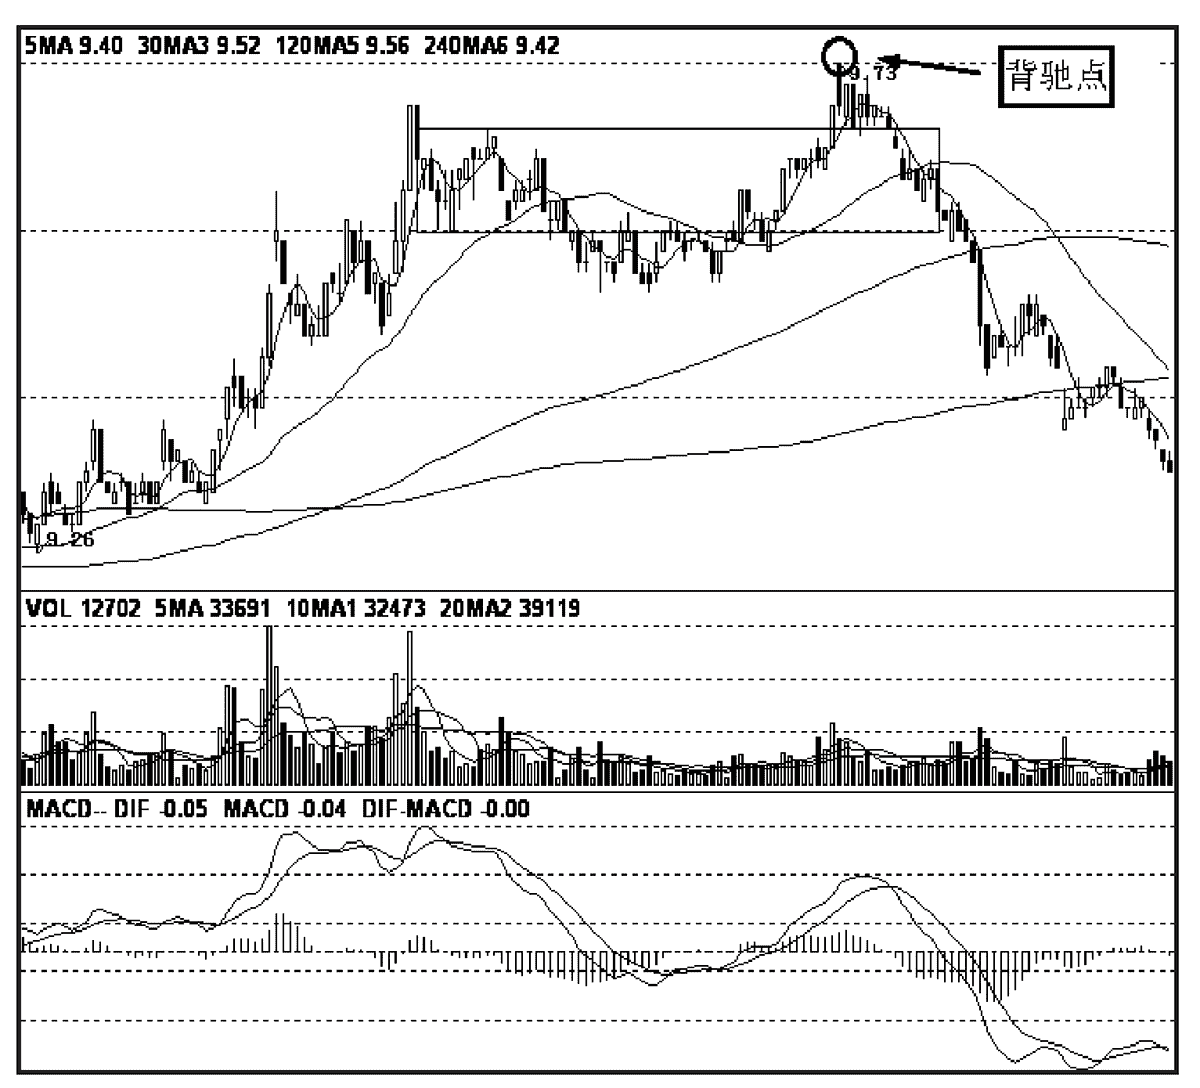 5MA 9.40 30MA3 9.52 120MA5 9.56 240MA6 9.42
9.73
背驰点
9.26
VOL 12702 5MA 33691 10MA1 32473 20MA2 39119
MACD-- DIF -0.05 MACD -0.04 DIF-MACD -0.00